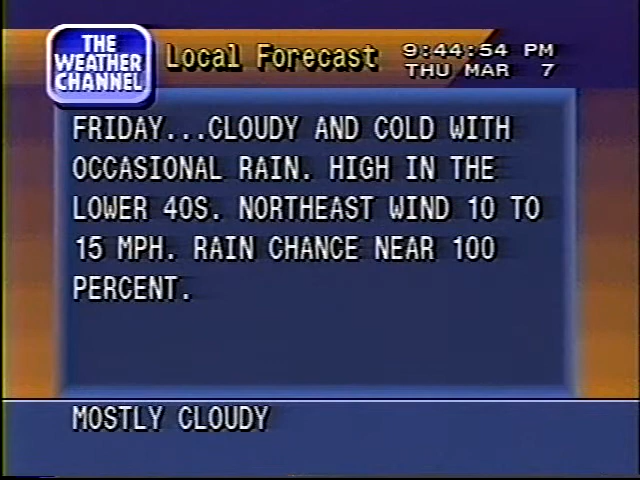 THE
WEATHER
CHANNEL
Local Forecast
9:44:54 PM
THU MAR 7
FRIDAY...CLOUDY AND COLD WITH
OCCASIONAL RAIN. HIGH IN THE
LOWER 40S. NORTHEAST WIND 10 TO
15 MPH. RAIN CHANCE NEAR 100
PERCENT.
MOSTLY CLOUDY